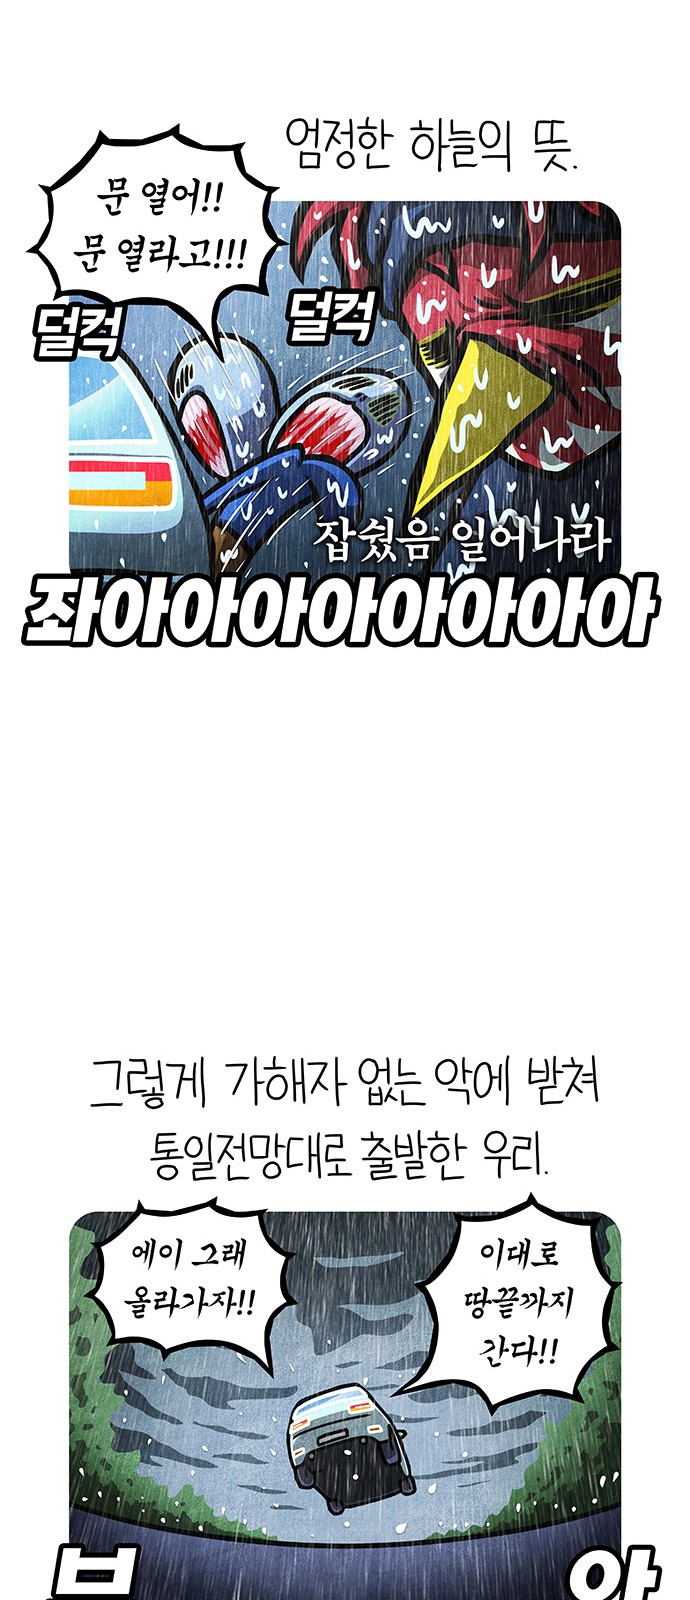 엄정한 하늘의 뜻.
문 열어!!
문 열라고!!!
덜컥
덜컥
잡쉈음 일어나라
좌아아아아아아아아
그렇게 가해자 없는 악에 받쳐
통일전망대로 출발한 우리.
에이 그래
올라가자!!
이대로
땅끝까지
간다!!